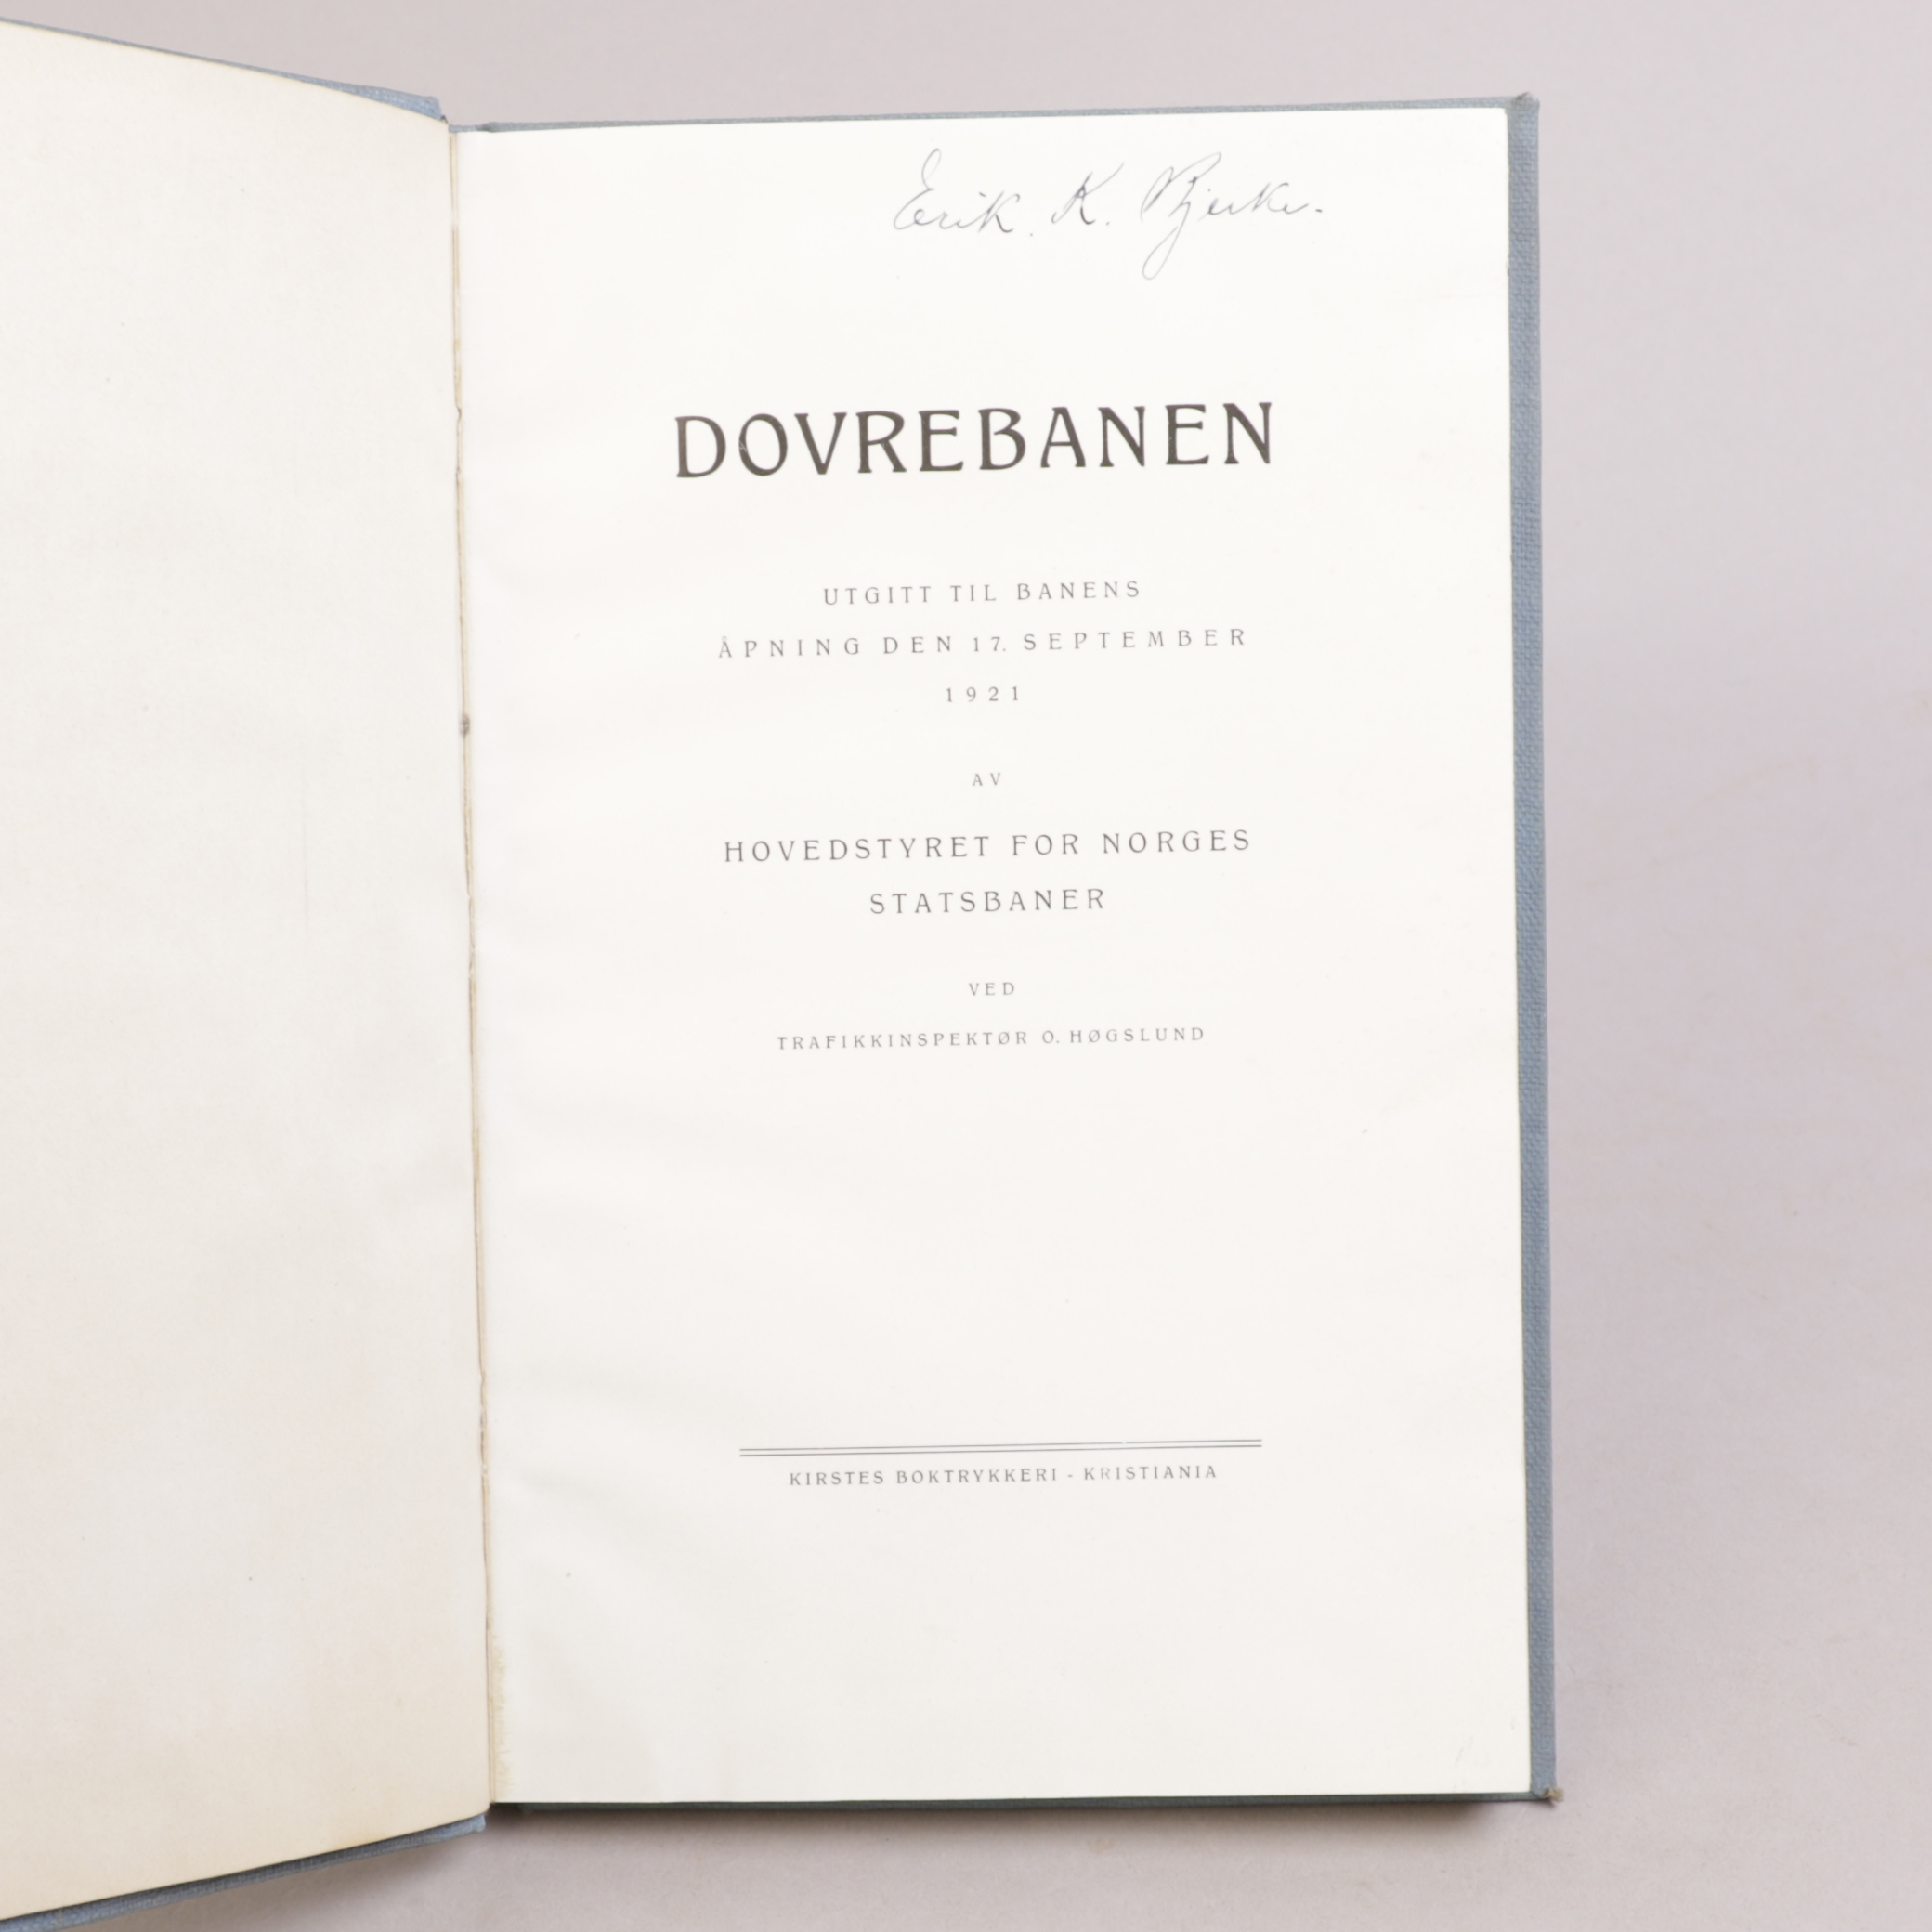 Erik. K. Bjerke.
DOVREBANEN
UTGITT TIL BANENS
ÅPNING DEN 17. SEPTEMBER
1921
AV
HOVEDSTYRET FOR NORGES
STATSBANER
VED
TRAFIKKINSPEKTØR O. HØGSLUND
KIRSTES BOKTRYKKERI - KRISTIANIA